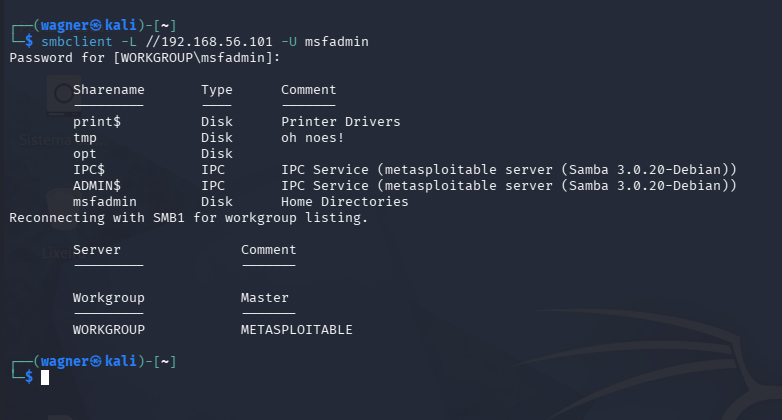 ┌──(wagner㉿kali)-[~]
└─$ smbclient -L //192.168.56.101 -U msfadmin
Password for [WORKGROUP\msfadmin]:
Sharename Type Comment
--------- ---- -------
print$ Disk Printer Drivers
tmp Disk oh noes!
opt Disk
IPC$ IPC IPC Service (metasploitable server (Samba 3.0.20-Debian))
ADMIN$ IPC IPC Service (metasploitable server (Samba 3.0.20-Debian))
msfadmin Disk Home Directories
Reconnecting with SMB1 for workgroup listing.
Server Comment
--------- -------
Workgroup Master
--------- -------
WORKGROUP METASPLOITABLE
┌──(wagner㉿kali)-[~]
└─$